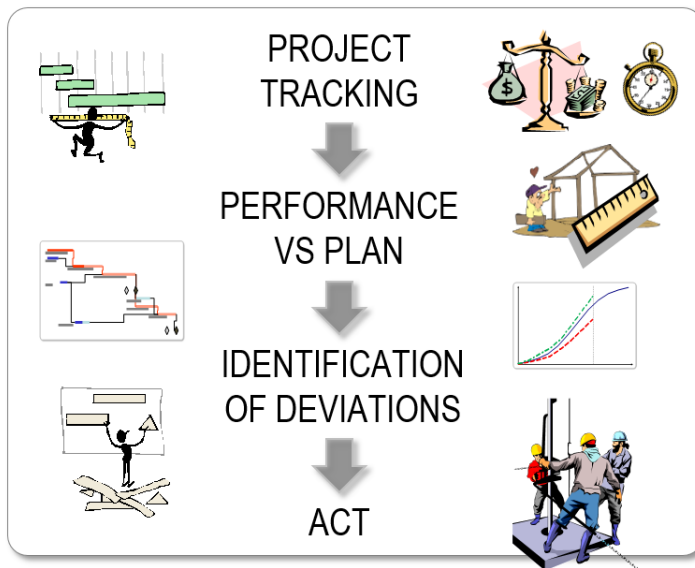 PROJECT
TRACKING
$
PERFORMANCE
VS PLAN
IDENTIFICATION
OF DEVIATIONS
ACT